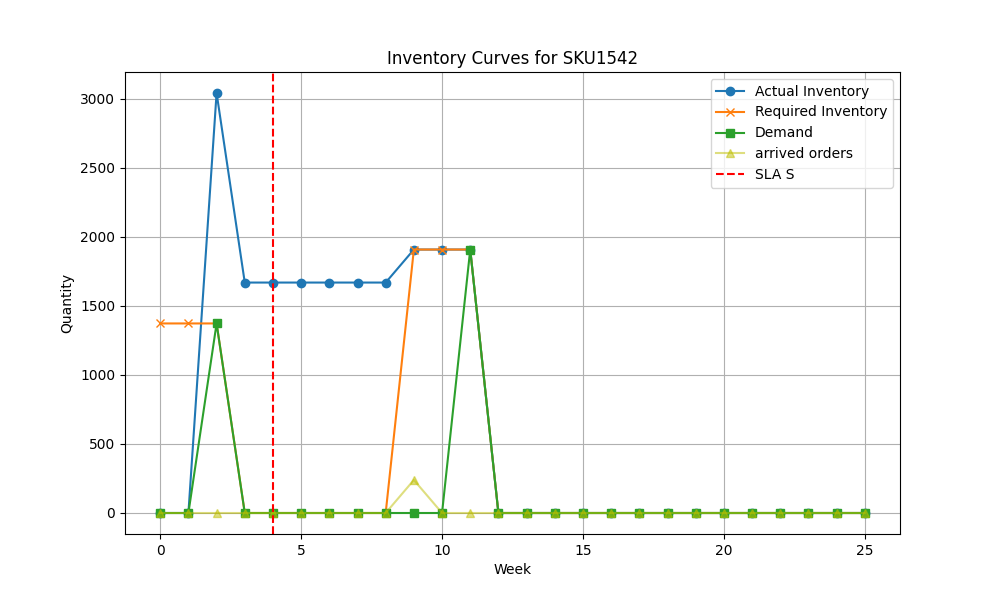 Inventory Curves for SKU1542
Actual Inventory
Required Inventory
Demand
arrived orders
SLA S
Quantity
3000
2500
2000
1500
1000
500
0
0 5 10 15 20 25
Week